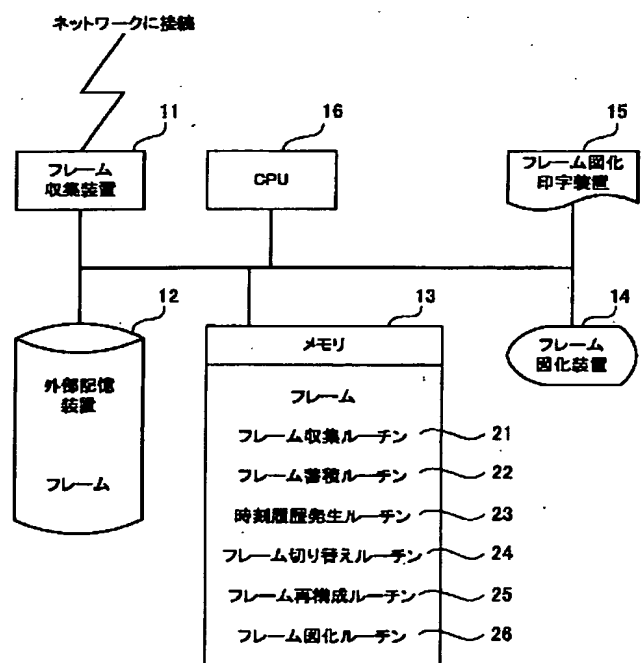 ネットワークに接続
11
16
15
フレーム
収集装置
CPU
フレーム図化
印字装置
12
13
14
外部記憶
装置
フレーム
メモリ
フレーム
図化装置
フレーム
フレーム収集ルーチン
21
フレーム蓄積ルーチン
22
時刻履歴発生ルーチン
23
フレーム切り替えルーチン
24
フレーム再構成ルーチン
25
フレーム図化ルーチン
26